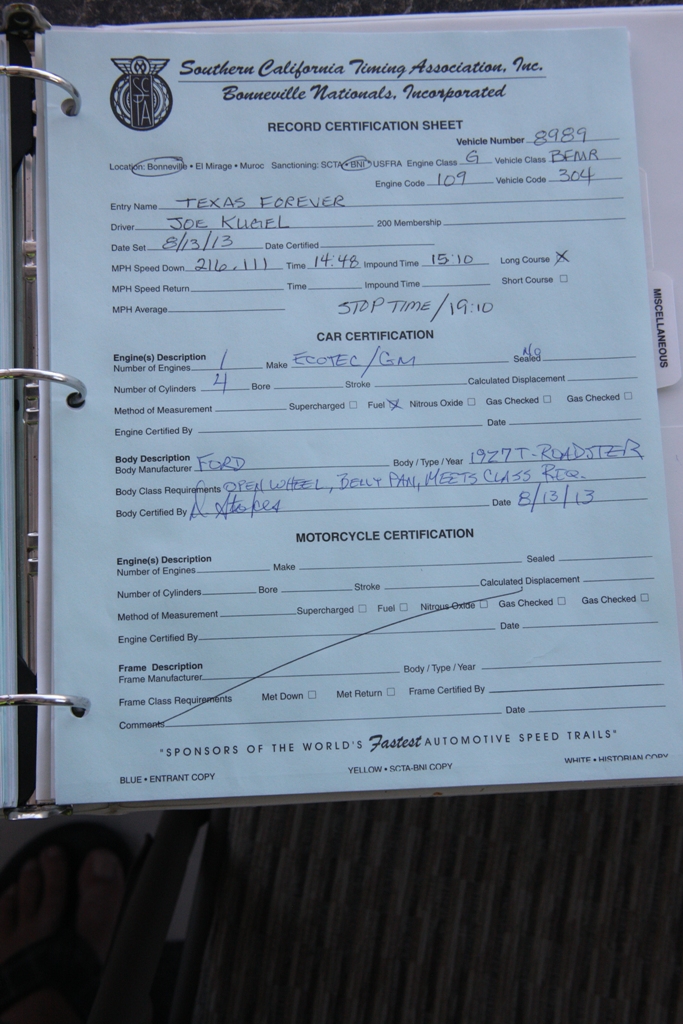 SCTA
Southern California Timing Association, Inc.
Bonneville Nationals, Incorporated
RECORD CERTIFICATION SHEET
Vehicle Number 8989
Location: Bonneville • El Mirage • Muroc Sanctioning: SCTA • BNI • USFRA Engine Class G Vehicle Class BFMR
Engine Code 109 Vehicle Code 304
Entry Name TEXAS FOREVER
Driver JOE KUGEL 200 Membership
Date Set 8/13/13 Date Certified
MPH Speed Down 216.111 Time 14:48 Impound Time 15:10 Long Course X
MPH Speed Return Time Impound Time Short Course ☐
MPH Average STOP TIME/19:10
CAR CERTIFICATION
Engine(s) Description
Number of Engines 1 Make ECOTEC/GM Sealed No
Number of Cylinders 4 Bore Stroke Calculated Displacement
Method of Measurement Supercharged ☐ Fuel X Nitrous Oxide ☐ Gas Checked ☐ Gas Checked ☐
Engine Certified By Date
Body Description
Body Manufacturer FORD Body / Type / Year 1927 T-ROADSTER
Body Class Requirements OPEN WHEEL, BELLY PAN, MEETS CLASS REQ.
Body Certified By Date 8/13/13
MOTORCYCLE CERTIFICATION
Engine(s) Description
Number of Engines Make Sealed
Number of Cylinders Bore Stroke Calculated Displacement
Method of Measurement Supercharged ☐ Fuel ☐ Nitrous Oxide ☐ Gas Checked ☐ Gas Checked ☐
Engine Certified By Date
Frame Description
Frame Manufacturer Body / Type / Year
Frame Class Requirements Met Down ☐ Met Return ☐ Frame Certified By
Comments Date
"SPONSORS OF THE WORLD'S Fastest AUTOMOTIVE SPEED TRAILS"
BLUE • ENTRANT COPY YELLOW • SCTA-BNI COPY WHITE • HISTORIAN COPY
MISCELLANEOUS